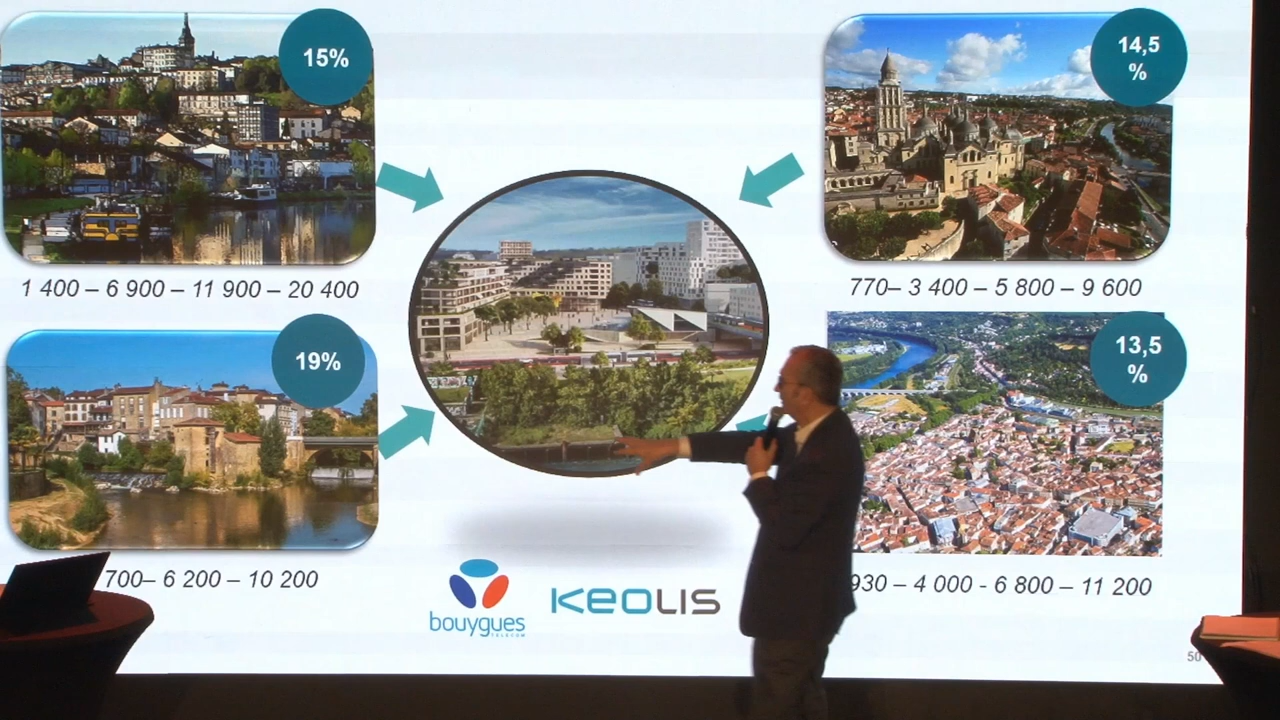 15%
14,5
%
1 400 – 6 900 – 11 900 – 20 400
770– 3 400 – 5 800 – 9 600
19%
13,5
%
700– 6 200 – 10 200
930 – 4 000 - 6 800 – 11 200
bouygues
TELECOM
KEOLIS
50